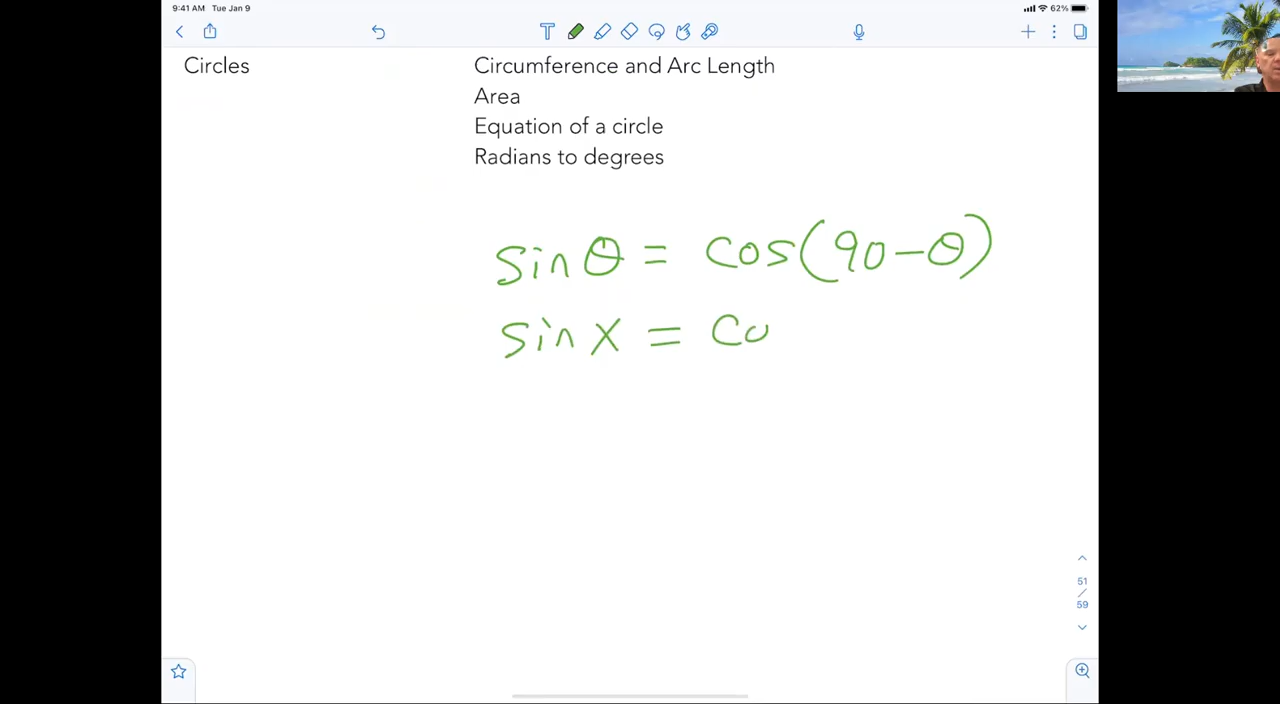 9:41 AM Tue Jan 9 62%
T
Circles
Circumference and Arc Length
Area
Equation of a circle
Radians to degrees
sin θ = cos(90-θ)
sin x = co
51
/
59